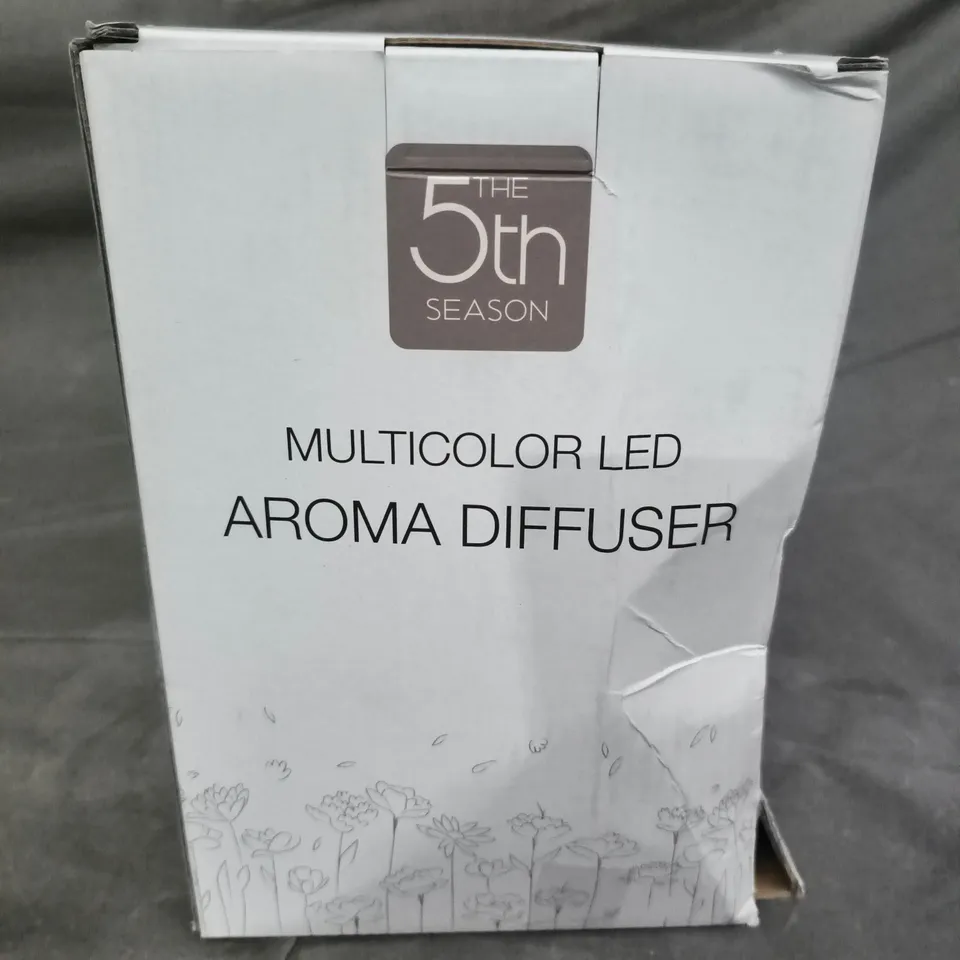 THE
5th
SEASON
MULTICOLOR LED
AROMA DIFFUSER